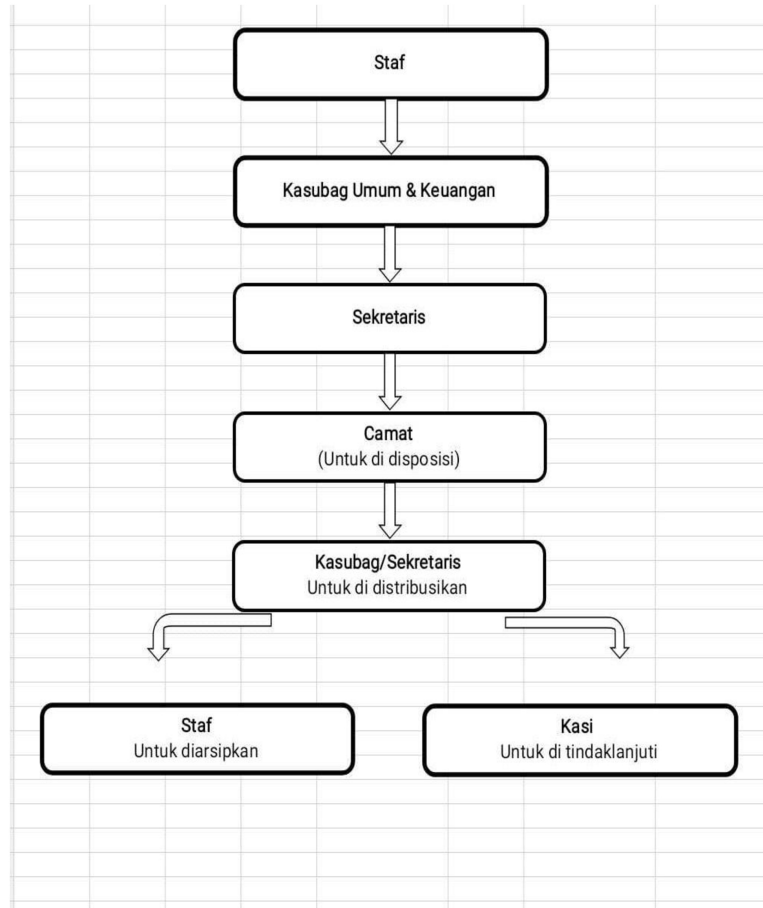 Staf
Kasubag Umum & Keuangan
Sekretaris
Camat
(Untuk di disposisi)
Kasubag/Sekretaris
Untuk di distribusikan
Staf
Untuk diarsipkan
Kasi
Untuk di tindaklanjuti